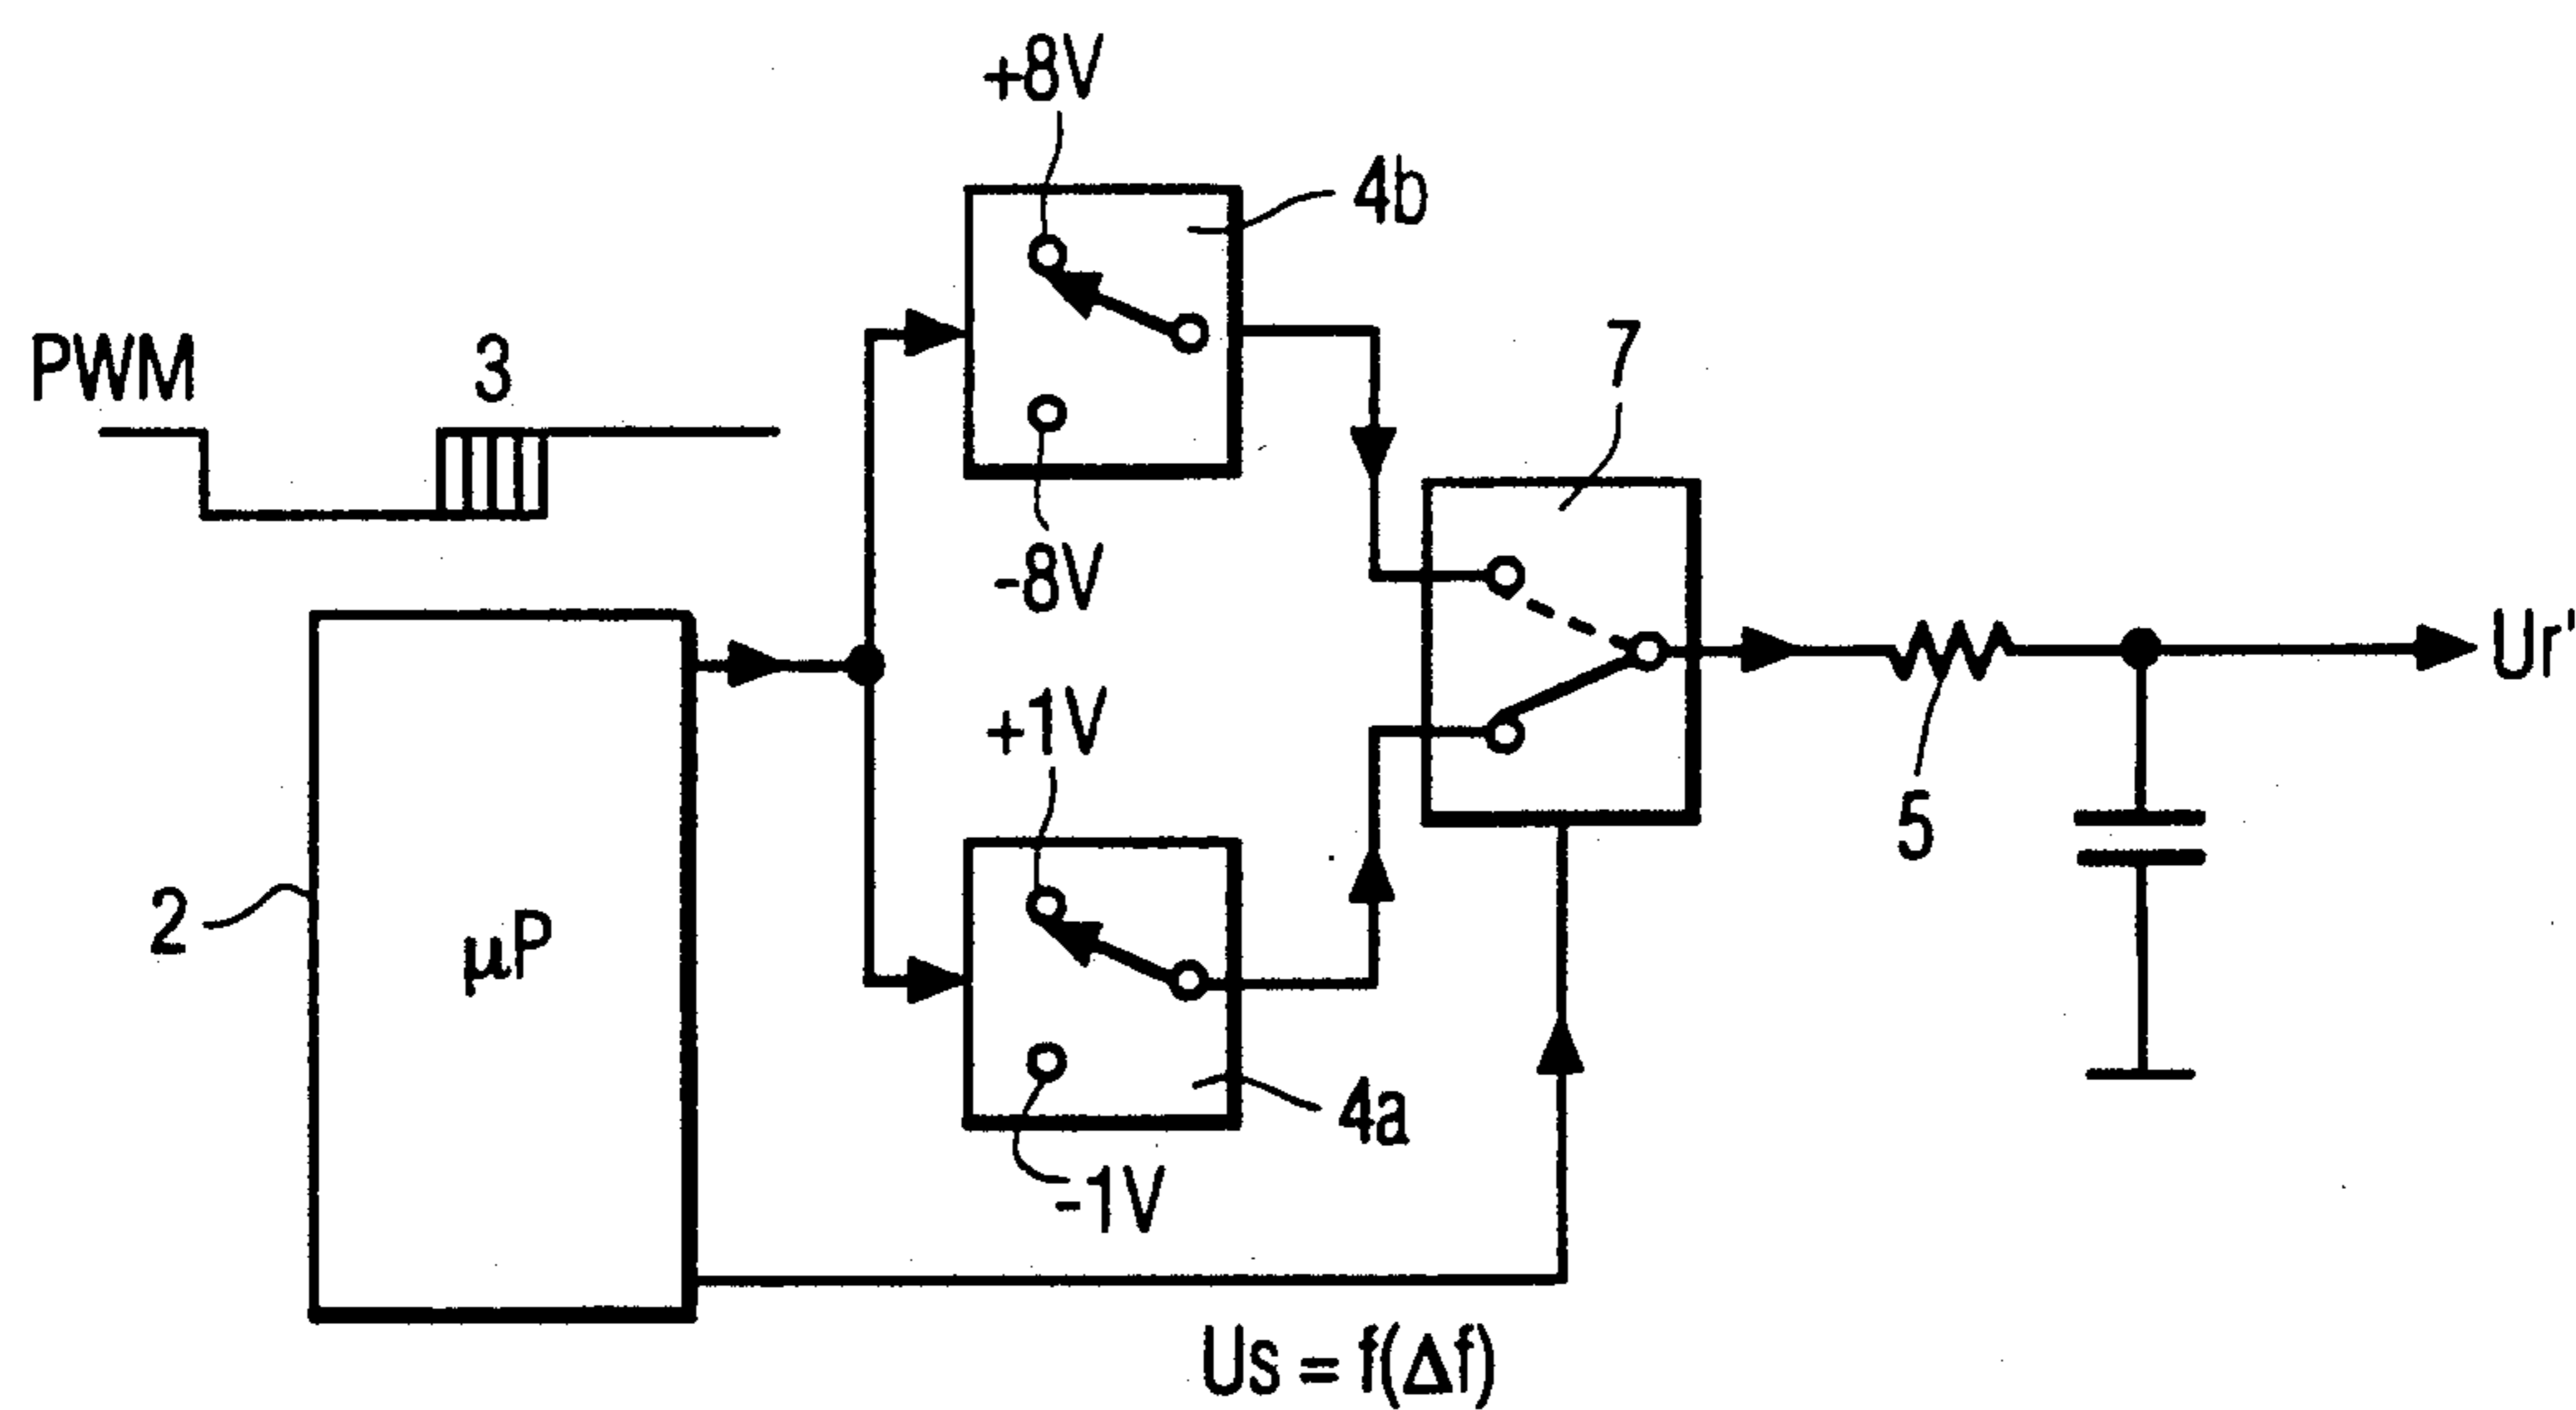 +8V
4b
PWM
3
7
-8V
Ur'
+1V
5
2
μP
4a
-1V
Us = f(Δf)